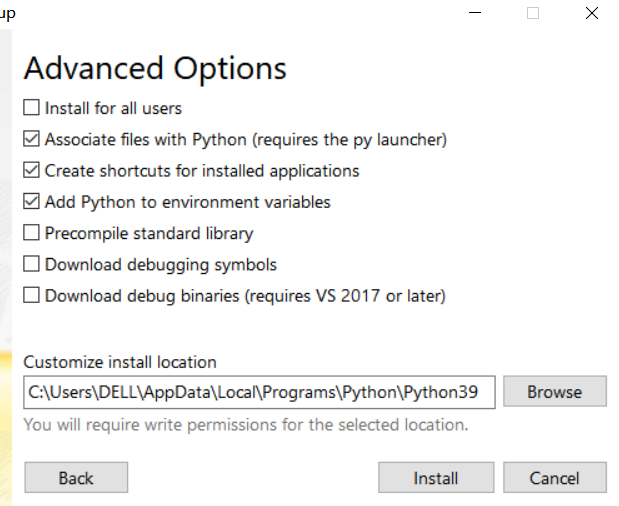 up
Advanced Options
Install for all users
Associate files with Python (requires the py launcher)
Create shortcuts for installed applications
Add Python to environment variables
Precompile standard library
Download debugging symbols
Download debug binaries (requires VS 2017 or later)
Customize install location
C:\Users\DELL\AppData\Local\Programs\Python\Python39
Browse
You will require write permissions for the selected location.
Back
Install
Cancel